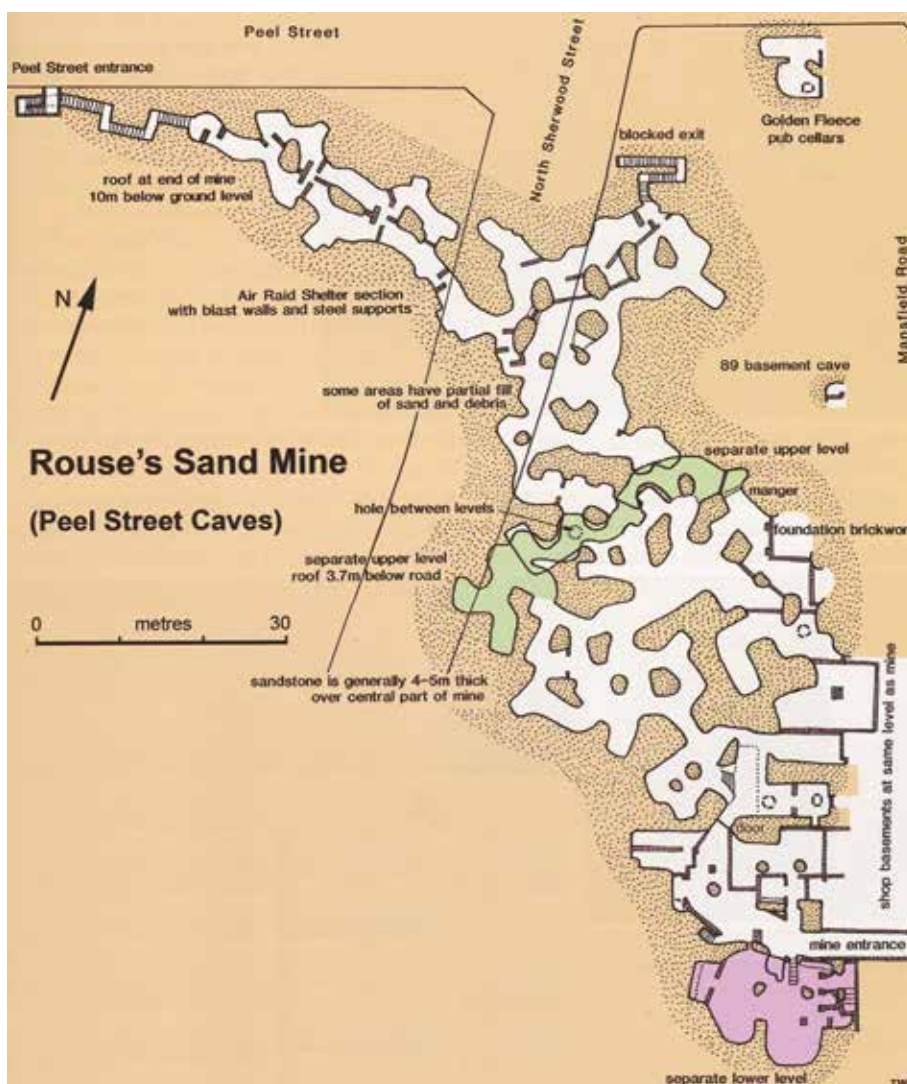 Peel Street
Peel Street entrance
North Sherwood Street
Golden Fleece
pub cellars
blocked exit
roof at end of mine
10m below ground level
N
Air Raid Shelter section
with blast walls and steel supports
Mansfield Road
89 basement cave
some areas have partial fill
of sand and debris
Rouse's Sand Mine
(Peel Street Caves)
separate upper level
manger
hole between levels
foundation brickwor
separate upper level
roof 3.7m below road
0 metres 30
sandstone is generally 4-5m thick
over central part of mine
shop basements at same level as mine
door
mine entrance
separate lower level